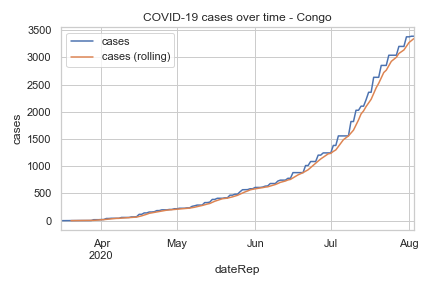 COVID-19 cases over time - Congo
cases
cases (rolling)
3500
3000
2500
2000
1500
1000
500
0
cases
Apr
2020
May
Jun
Jul
Aug
dateRep